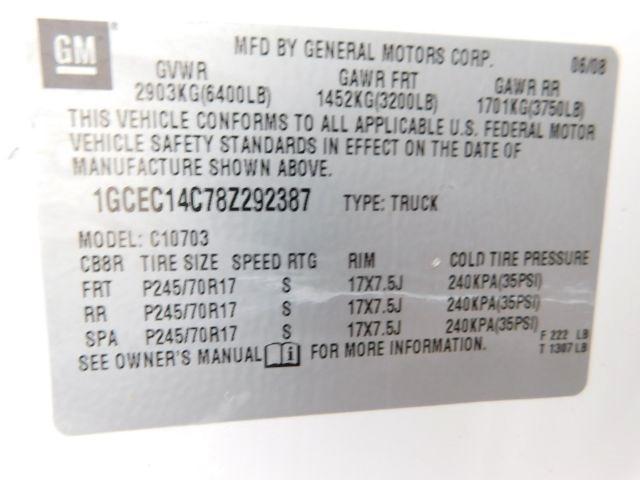 GM
MFD BY GENERAL MOTORS CORP. 06/08
GVWR GAWR FRT GAWR RR
2903KG(6400LB) 1452KG(3200LB) 1701KG(3750LB)
THIS VEHICLE CONFORMS TO ALL APPLICABLE U.S. FEDERAL MOTOR
VEHICLE SAFETY STANDARDS IN EFFECT ON THE DATE OF
MANUFACTURE SHOWN ABOVE.
1GCEC14C78Z292387 TYPE: TRUCK
MODEL: C10703
CB8R TIRE SIZE SPEED RTG RIM COLD TIRE PRESSURE
FRT P245/70R17 S 17X7.5J 240KPA(35PSI)
RR P245/70R17 S 17X7.5J 240KPA(35PSI)
SPA P245/70R17 S 17X7.5J 240KPA(35PSI)
F 222 LB
SEE OWNER'S MANUAL FOR MORE INFORMATION. T 1307 LB